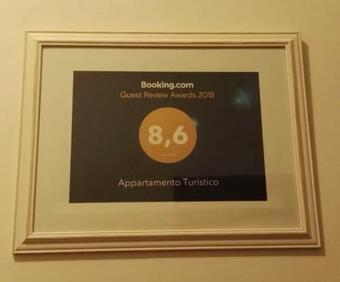 Booking.com
Guest Review Awards 2018
8,6
Appartamento Turistico